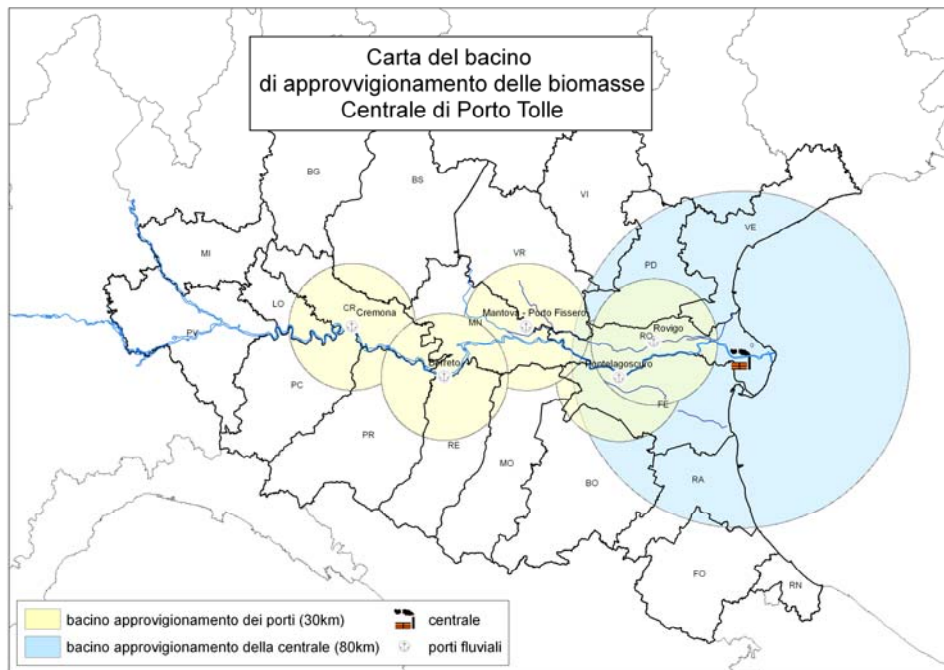 Carta del bacino
di approvvigionamento delle biomasse
Centrale di Porto Tolle
BG
BS
VI
VE
VR
MI
PD
LO
CR
Cremona
Mantova - Porto Fissero
MN
RO
Rovigo
PV
Pontelagoscuro
PC
FE
PR
RE
MO
BO
RA
FO
RN
bacino approvigionamento dei porti (30km)
centrale
bacino approvigionamento della centrale (80km)
porti fluviali